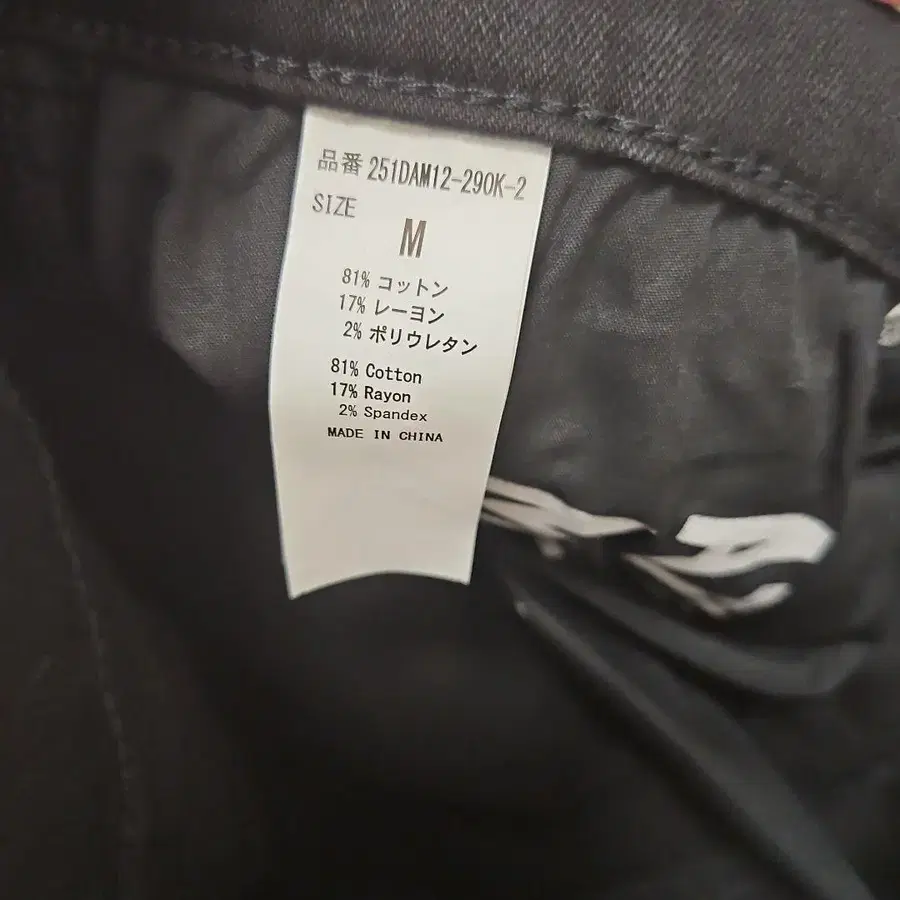 品番 251DAM12-290K-2
SIZE
M
81% コットン
17% レーヨン
2% ポリウレタン
81% Cotton
17% Rayon
2% Spandex
MADE IN CHINA